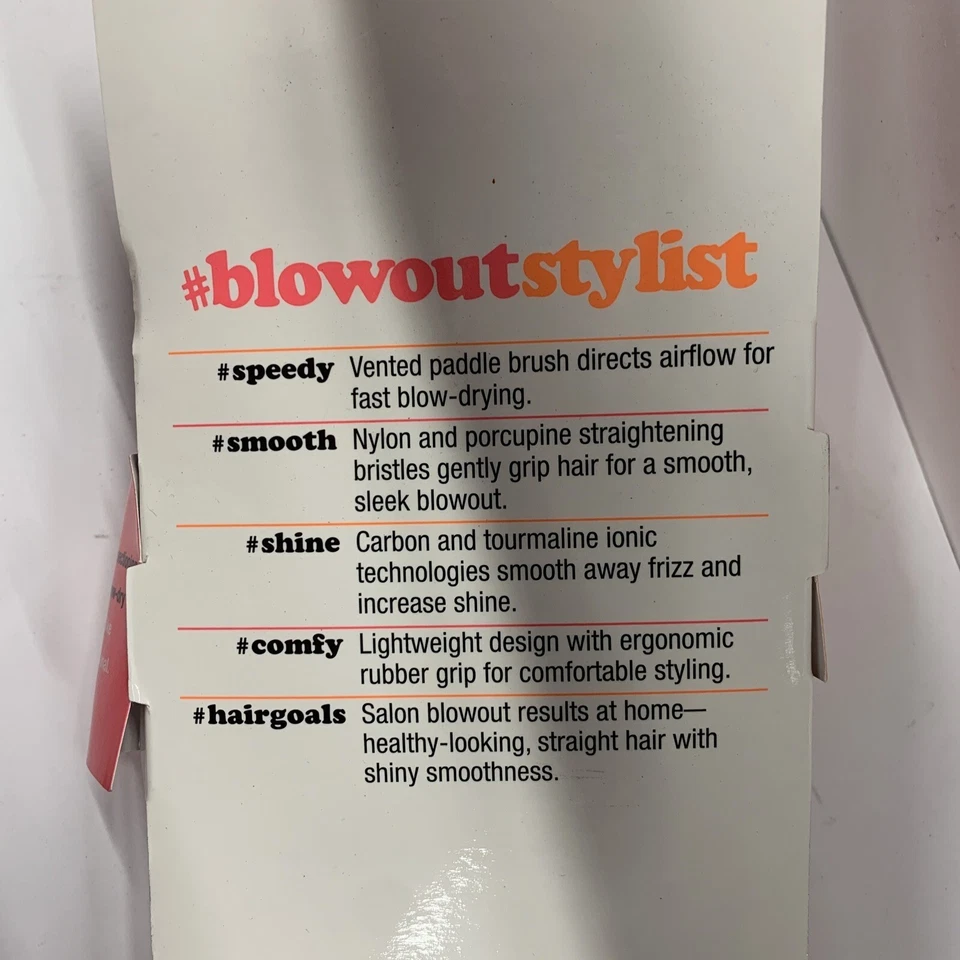 #blowoutstylist
#speedy Vented paddle brush directs airflow for
fast blow-drying.
#smooth Nylon and porcupine straightening
bristles gently grip hair for a smooth,
sleek blowout.
#shine Carbon and tourmaline ionic
technologies smooth away frizz and
increase shine.
#comfy Lightweight design with ergonomic
rubber grip for comfortable styling.
#hairgoals Salon blowout results at home—
healthy-looking, straight hair with
shiny smoothness.